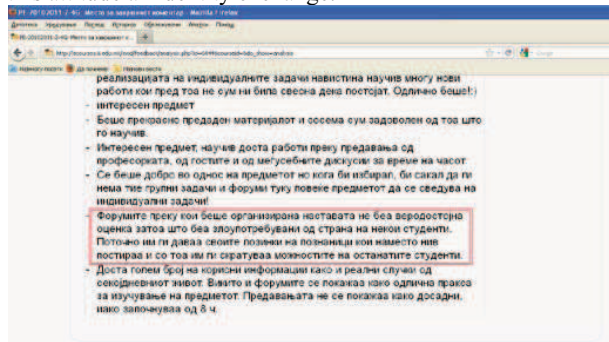 реализацијата на индивидуалните задачи навистина научив многу нови
работи кои пред тоа не сум ни била свесна дека постојат. Одлично беше!:)
- интересен предмет
- Беше прекрасно предаден материјалот и сосема сум задоволен од тоа што
го научив.
- Интересен предмет, научив доста работи преку предавања од
професорката, од гостите и од меѓусебните дискусии за време на часот
- Се беше добро во однос на предметот но кога би избирал, би сакал да ги
нема тие групни задачи и форуми туку повеќе предметот да се сведува на
индивидуални задачи!
- Форумите преку кои беше организирана наставата не беа веродостојна
оценка затоа што беа злоупотребувани од страна на некои студенти.
Поточно им ги даваа своите лозинки на познаници кои наместо нив
постираа и со тоа им ги скратуваа можностите на останатите студенти.
- Доста голем број на корисни информации како и реални случаи од
секојдневниот живот. Викито и форумите се покажаа како одлична пракса
за изучување на предметот. Предавањата не се покажаа како досадни,
иако започнуваа од 8 ч.